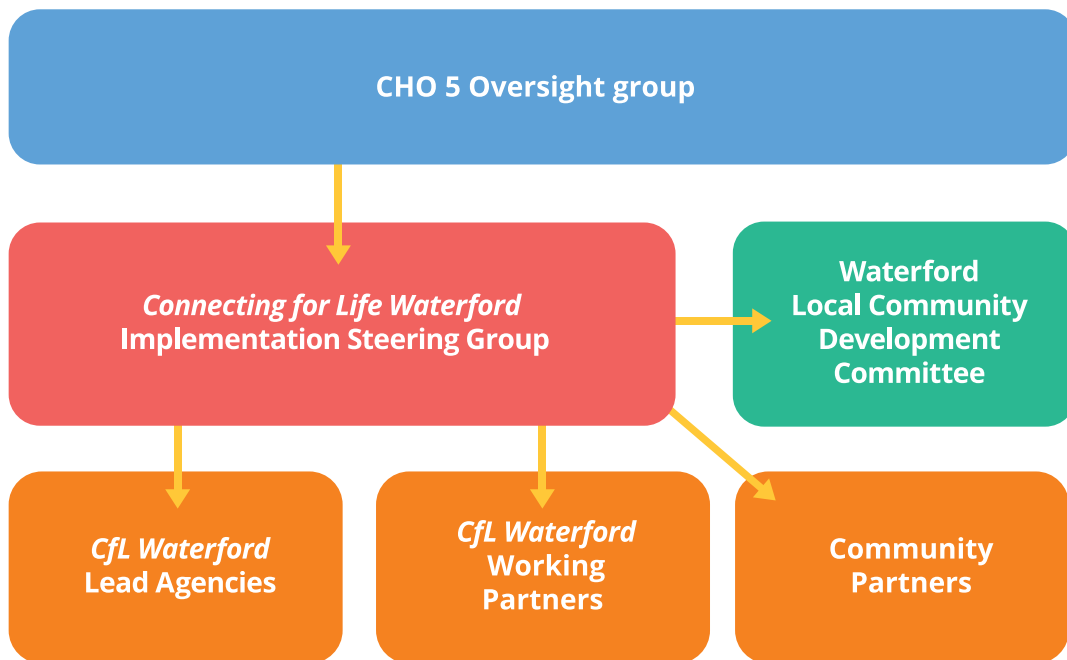 CHO 5 Oversight group
Connecting for Life Waterford
Implementation Steering Group
Waterford
Local Community
Development
Committee
CfL Waterford
Lead Agencies
CfL Waterford
Working
Partners
Community
Partners